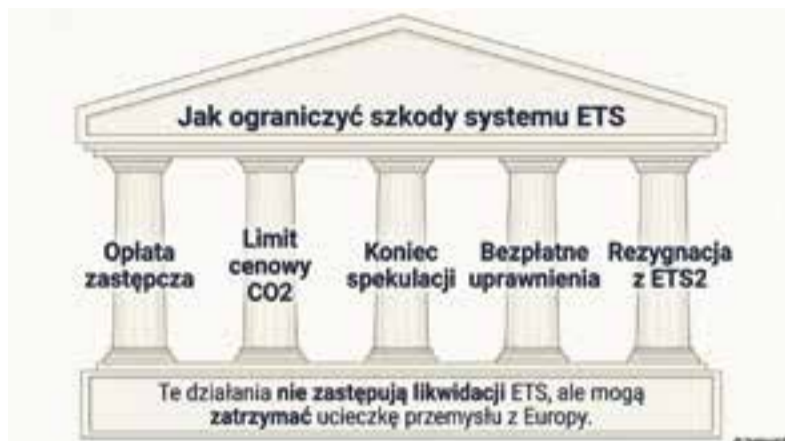 Jak ograniczyć szkody systemu ETS
Opłata
zastępcza
Limit
cenowy
CO2
Koniec
spekulacji
Bezpłatne
uprawnienia
Rezygnacja
z ETS2
Te działania nie zastępują likwidacji ETS, ale mogą
zatrzymać ucieczkę przemysłu z Europy.